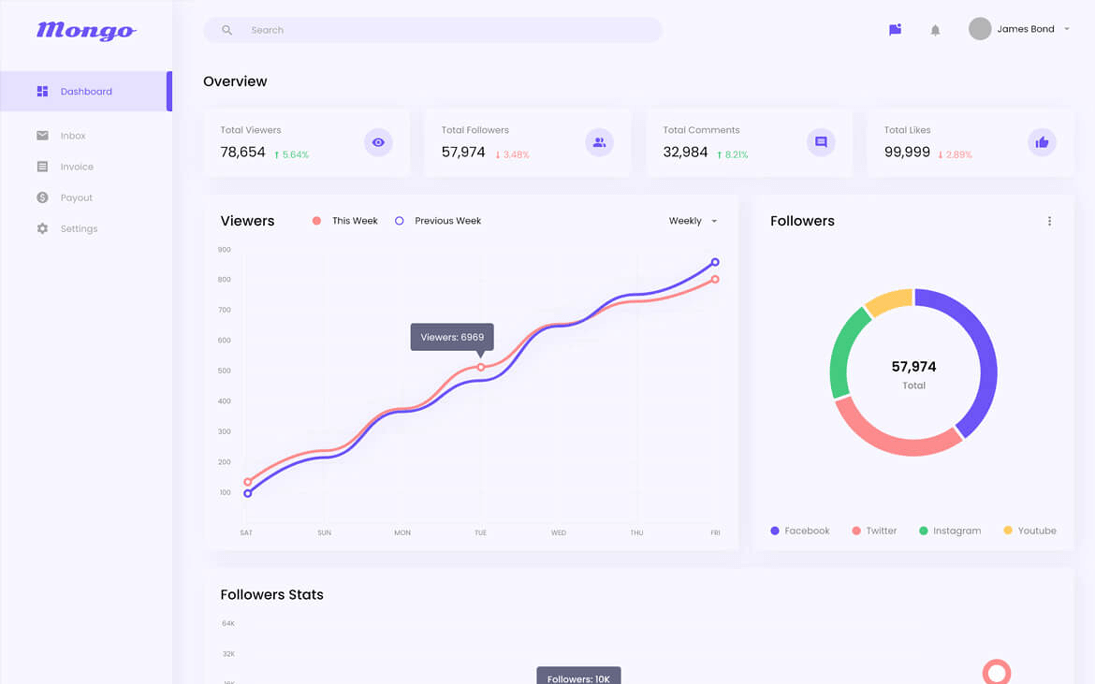 Mongo
Search
James Bond
Dashboard
Inbox
Invoice
Payout
Settings
Overview
Total Viewers
78,654 ↑ 5.64%
Total Followers
57,974 ↓ 3.48%
Total Comments
32,984 ↑ 8.21%
Total Likes
99,999 ↓ 2.89%
Viewers
This Week
Previous Week
Weekly
900
800
700
600
500
400
300
200
100
Viewers: 6969
SAT SUN MON TUE WED THU FRI
Followers
57,974
Total
Facebook Twitter Instagram Youtube
Followers Stats
64K
32K
16K
Followers: 10K